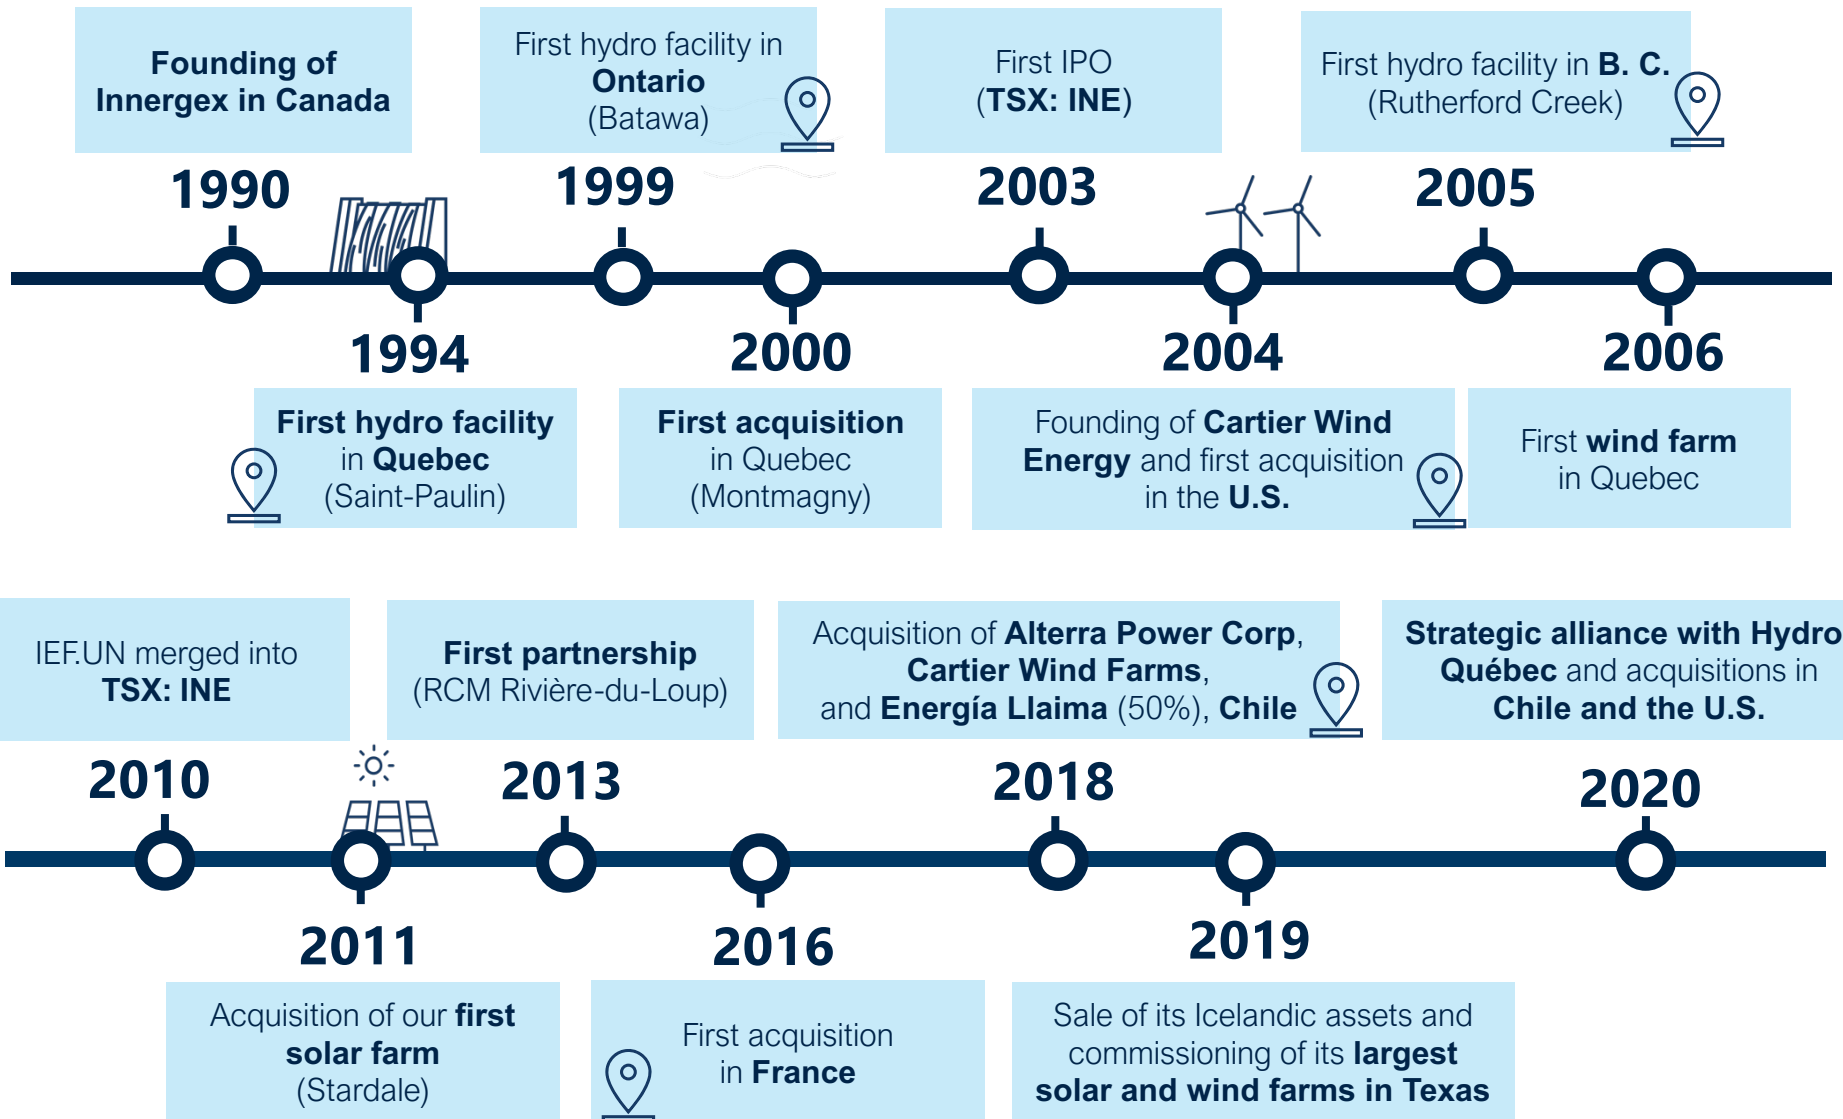 Founding of
Innergex in Canada
1990
First hydro facility in
Ontario
(Batawa)
1999
First IPO
(TSX: INE)
2003
First hydro facility in B. C.
(Rutherford Creek)
2005
1994
First hydro facility
in Quebec
(Saint-Paulin)
2000
First acquisition
in Quebec
(Montmagny)
2004
Founding of Cartier Wind
Energy and first acquisition
in the U.S.
2006
First wind farm
in Quebec
IEF.UN merged into
TSX: INE
2010
First partnership
(RCM Rivière-du-Loup)
2013
Acquisition of Alterra Power Corp,
Cartier Wind Farms,
and Energía Llaima (50%), Chile
2018
Strategic alliance with Hydro
Québec and acquisitions in
Chile and the U.S.
2020
2011
Acquisition of our first
solar farm
(Stardale)
2016
First acquisition
in France
2019
Sale of its Icelandic assets and
commissioning of its largest
solar and wind farms in Texas